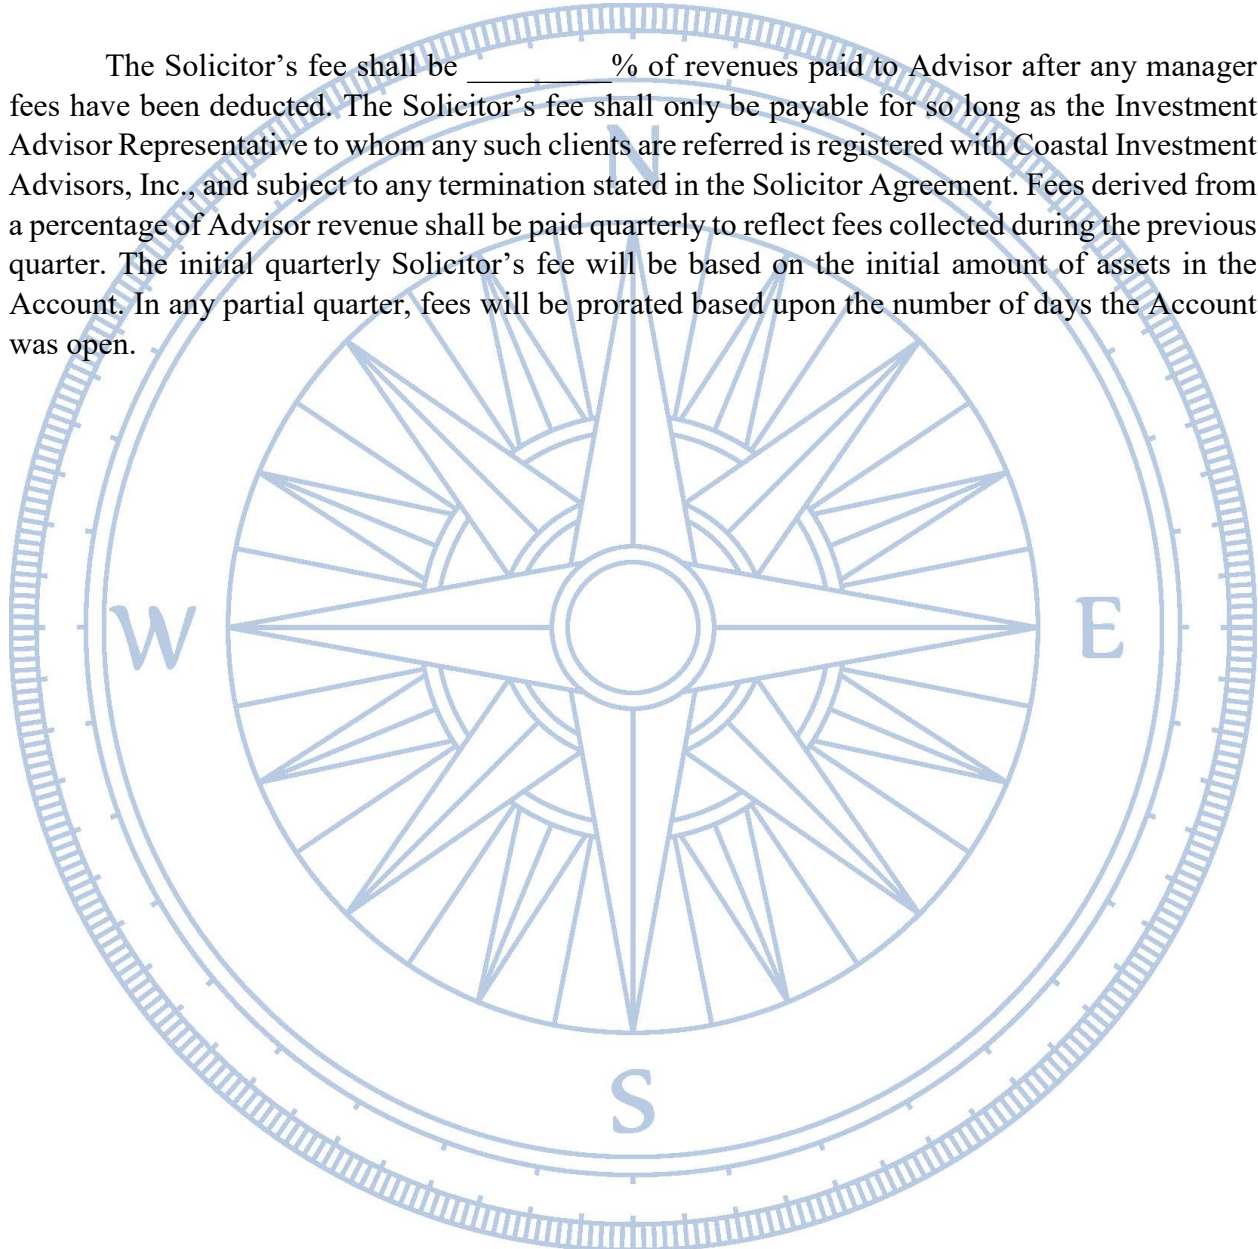 The Solicitor’s fee shall be _________% of revenues paid to Advisor after any manager
fees have been deducted. The Solicitor’s fee shall only be payable for so long as the Investment
Advisor Representative to whom any such clients are referred is registered with Coastal Investment
Advisors, Inc., and subject to any termination stated in the Solicitor Agreement. Fees derived from
a percentage of Advisor revenue shall be paid quarterly to reflect fees collected during the previous
quarter. The initial quarterly Solicitor’s fee will be based on the initial amount of assets in the
Account. In any partial quarter, fees will be prorated based upon the number of days the Account
was open.
N
W
E
S